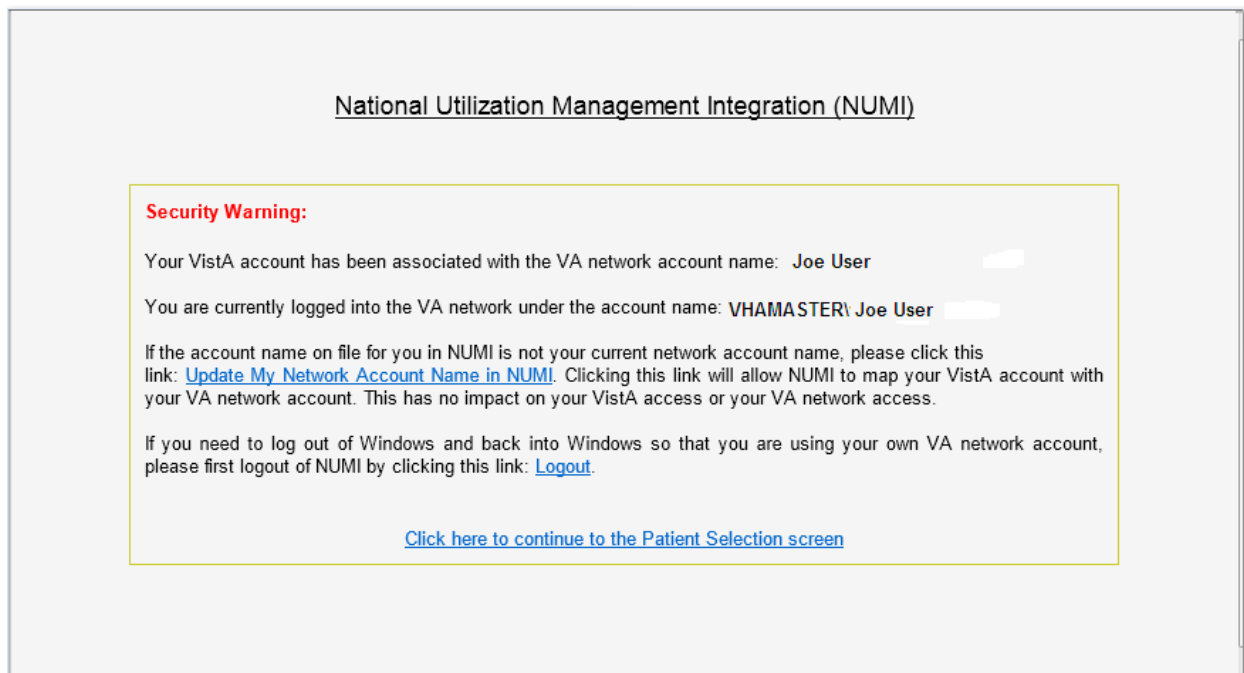 National Utilization Management Integration (NUMI)
Security Warning:
Your VistA account has been associated with the VA network account name: Joe User
You are currently logged into the VA network under the account name: VHAMASTER\ Joe User
If the account name on file for you in NUMI is not your current network account name, please click this
link: Update My Network Account Name in NUMI. Clicking this link will allow NUMI to map your VistA account with
your VA network account. This has no impact on your VistA access or your VA network access.
If you need to log out of Windows and back into Windows so that you are using your own VA network account,
please first logout of NUMI by clicking this link: Logout.
Click here to continue to the Patient Selection screen